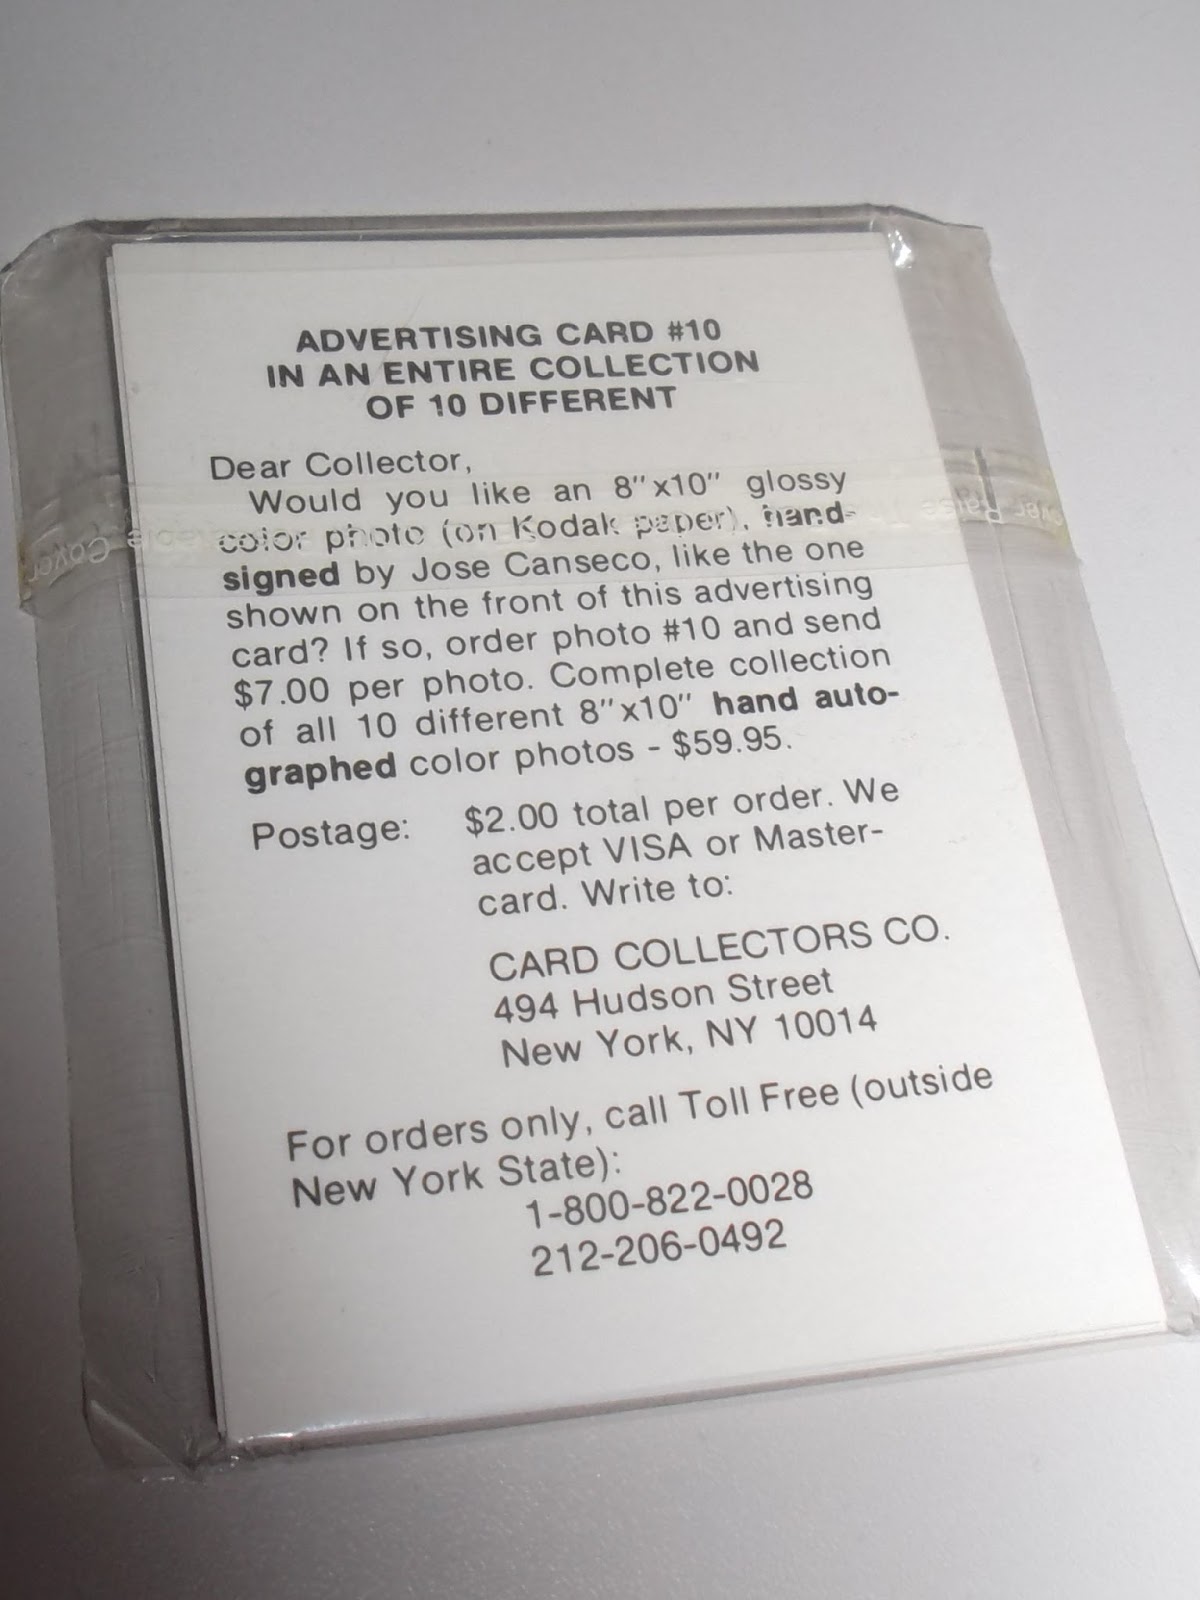 ADVERTISING CARD #10
IN AN ENTIRE COLLECTION
OF 10 DIFFERENT
Dear Collector,
Would you like an 8"x10" glossy
color photo (on Kodak paper), hand-
signed by Jose Canseco, like the one
shown on the front of this advertising
card? If so, order photo #10 and send
$7.00 per photo. Complete collection
of all 10 different 8"x10" hand auto-
graphed color photos - $59.95.
Postage: $2.00 total per order. We
accept VISA or Master-
card. Write to:
CARD COLLECTORS CO.
494 Hudson Street
New York, NY 10014
For orders only, call Toll Free (outside
New York State):
1-800-822-0028
212-206-0492